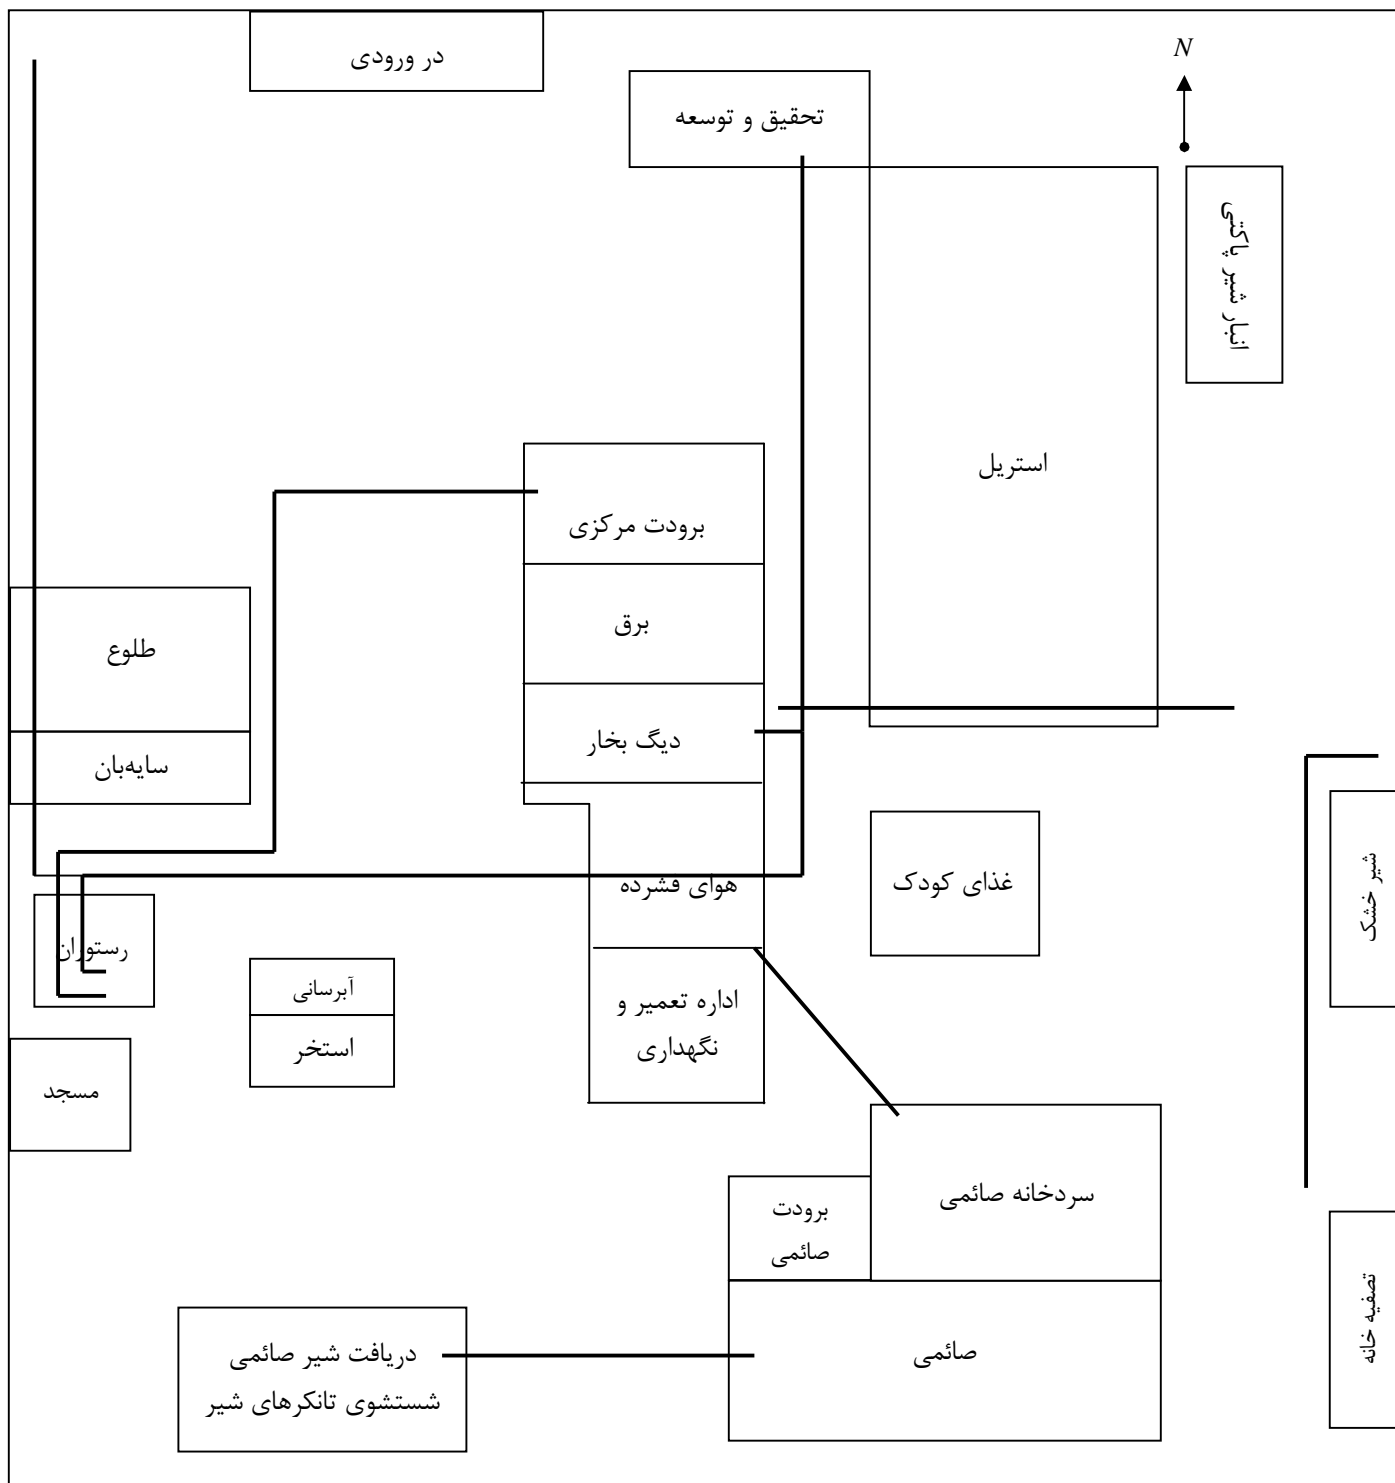 در ورودی
N
تحقیق و توسعه
انبار شیر پاکتی
استریل
برودت مرکزی
برق
طلوع
دیگ بخار
سایه‌بان
هوای فشرده
غذای کودک
شیر خشک
رستوران
آبرسانی
استخر
اداره تعمیر و
نگهداری
مسجد
سردخانه صائمی
برودت
صائمی
تصفیه خانه
صائمی
دریافت شیر صائمی
شستشوی تانکرهای شیر